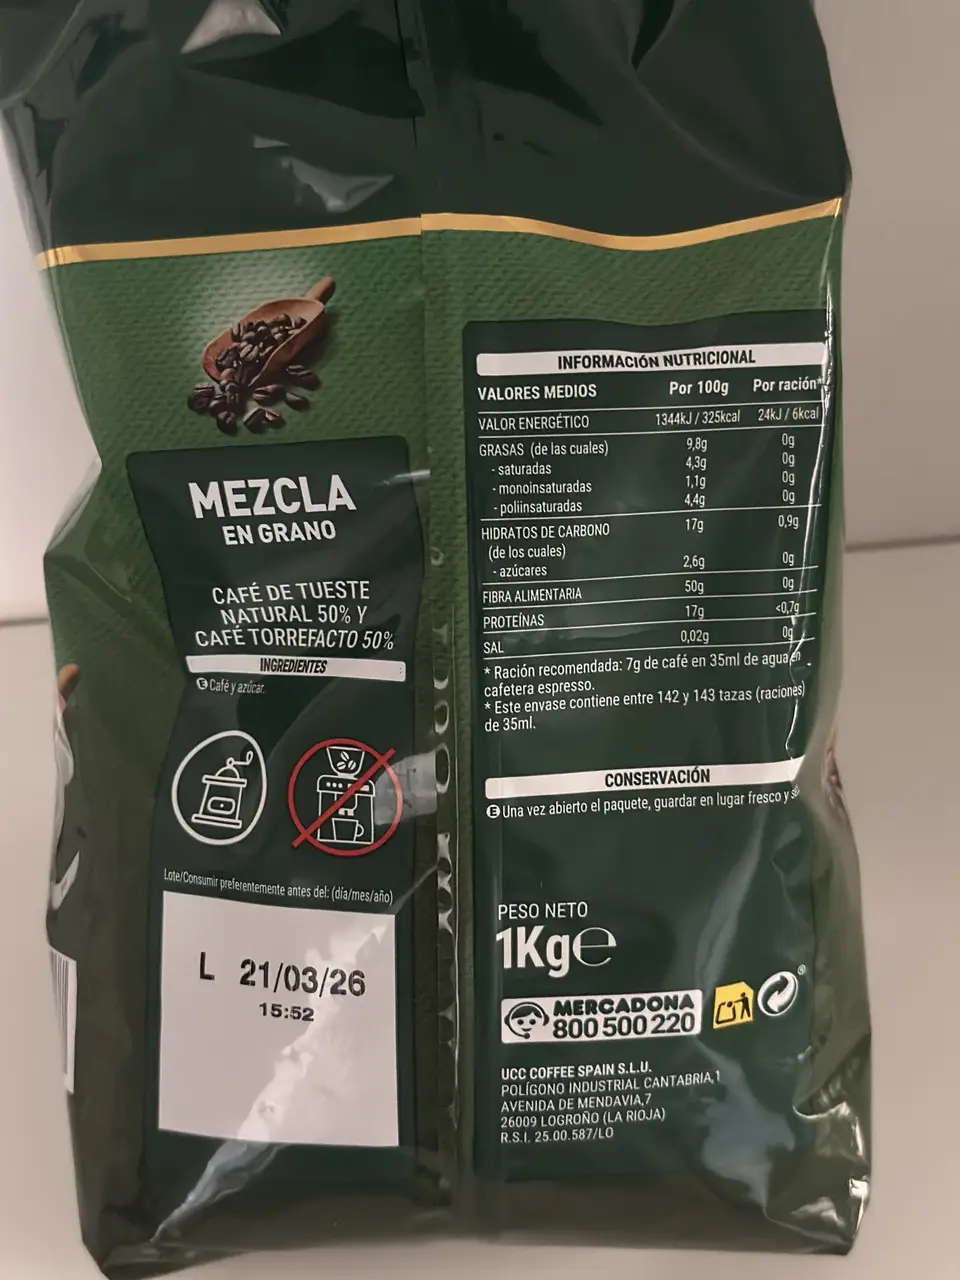 MEZCLA
EN GRANO
CAFÉ DE TUESTE
NATURAL 50% Y
CAFÉ TORREFACTO 50%
INGREDIENTES
E Café y azúcar.
Lote/Consumir preferentemente antes del: (día/mes/año)
L 21/03/26
15:52
INFORMACIÓN NUTRICIONAL
VALORES MEDIOS Por 100g Por ración*
VALOR ENERGÉTICO 1344kJ / 325kcal 24kJ / 6kcal
GRASAS (de las cuales) 9,8g 0g
- saturadas 4,3g 0g
- monoinsaturadas 1,1g 0g
- poliinsaturadas 4,4g 0g
HIDRATOS DE CARBONO 17g 0,9g
(de los cuales)
- azúcares 2,6g 0g
FIBRA ALIMENTARIA 50g 0g
PROTEÍNAS 17g <0,7g
SAL 0,02g 0g
* Ración recomendada: 7g de café en 35ml de agua en
cafetera espresso.
* Este envase contiene entre 142 y 143 tazas (raciones)
de 35ml.
CONSERVACIÓN
E Una vez abierto el paquete, guardar en lugar fresco y
PESO NETO
1Kg℮
MERCADONA
800 500 220
UCC COFFEE SPAIN S.L.U.
POLÍGONO INDUSTRIAL CANTABRIA,1
AVENIDA DE MENDAVIA,7
26009 LOGROÑO (LA RIOJA)
R.S.I. 25.00.587/LO